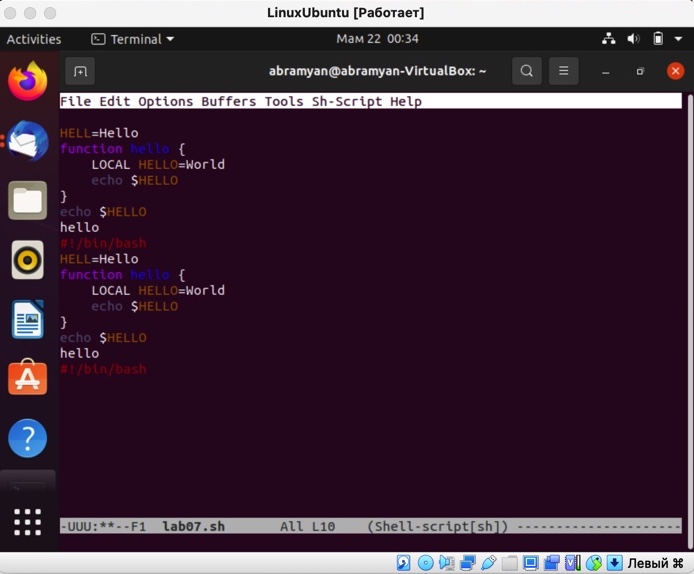 LinuxUbuntu [Работает]
Activities Terminal Мам 22 00:34
abramyan@abramyan-VirtualBox: ~
File Edit Options Buffers Tools Sh-Script Help
HELL=Hello
function hello {
LOCAL HELLO=World
echo $HELLO
}
echo $HELLO
hello
#!/bin/bash
HELL=Hello
function hello {
LOCAL HELLO=World
echo $HELLO
}
echo $HELLO
hello
#!/bin/bash
-UUU:**--F1 lab07.sh All L10 (Shell-script[sh]) ---------------------
Левый ⌘